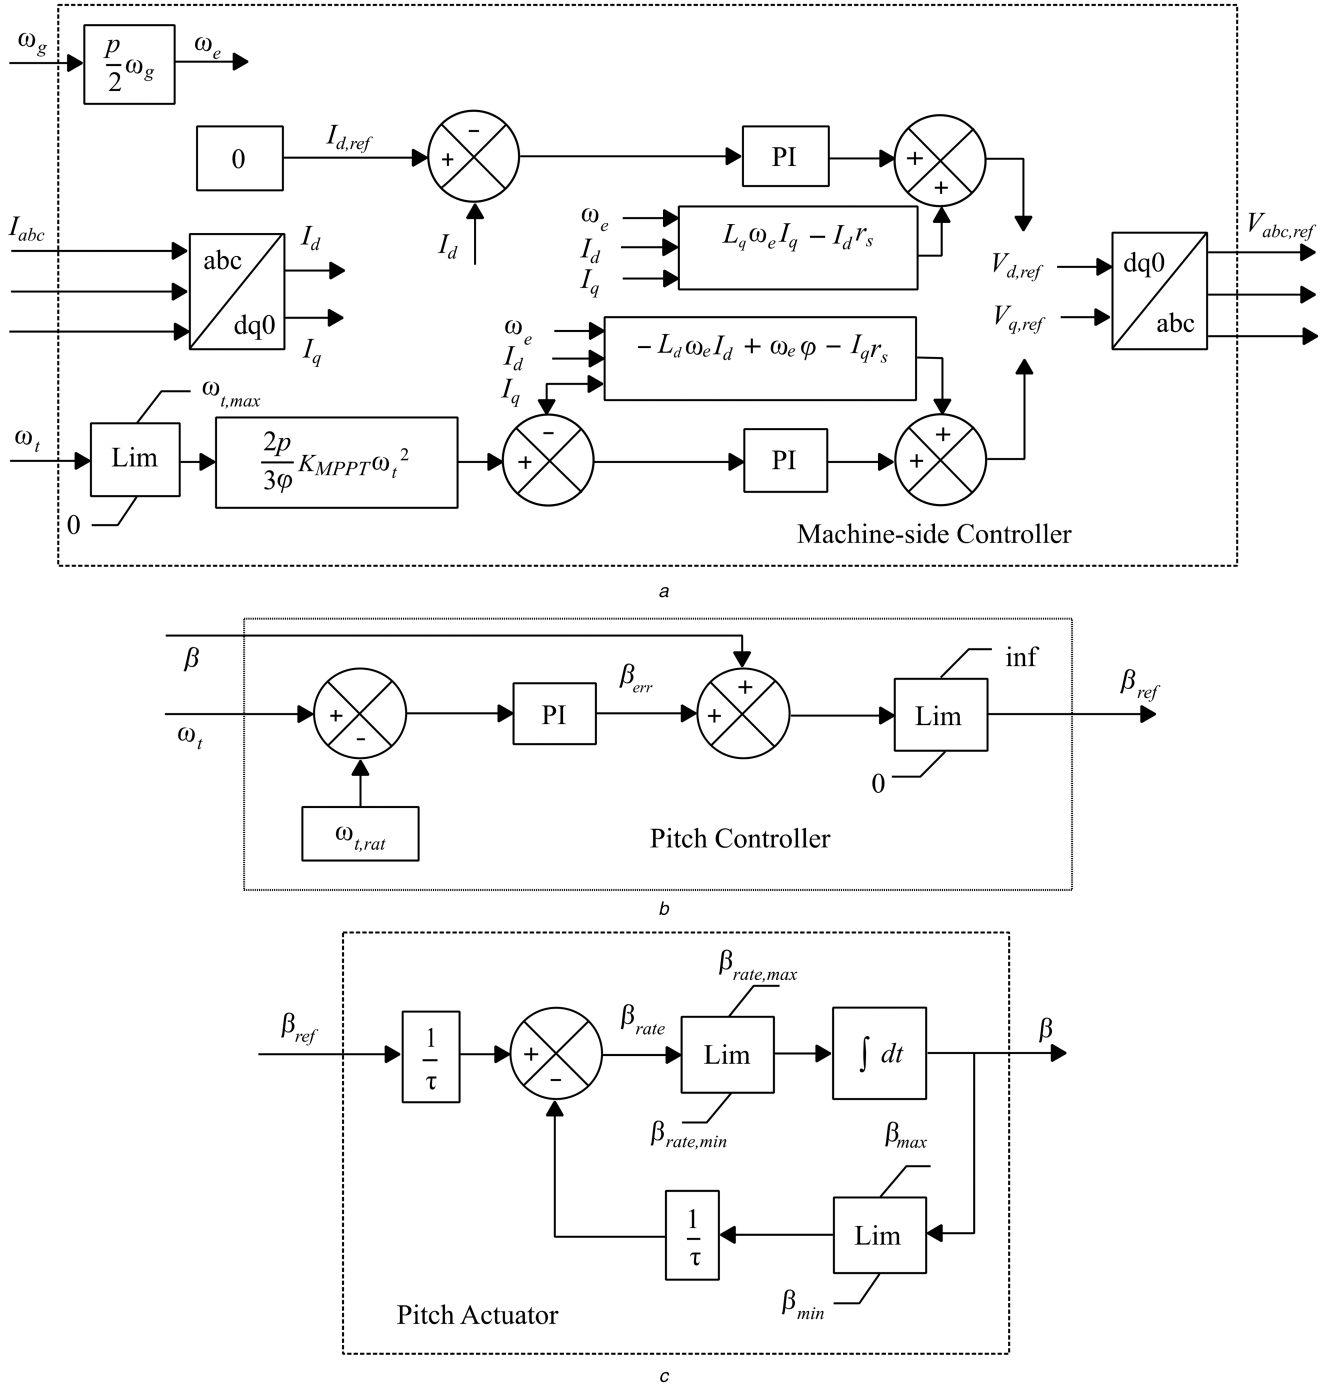 ω_g
p/2 ω_g
ω_e
0
I_d,ref
-
+
I_d
PI
+
+
I_abc
abc
dq0
I_d
I_q
ω_e
I_d
I_q
L_q ω_e I_q - I_d r_s
V_d,ref
V_q,ref
dq0
abc
V_abc,ref
ω_e
I_d
I_q
- L_d ω_e I_d + ω_e φ - I_q r_s
ω_t
ω_t,max
Lim
0
2p/3φ K_MPPT ω_t^2
-
+
PI
+
+
Machine-side Controller
a
β
ω_t
+
-
ω_t,rat
PI
β_err
+
+
inf
Lim
0
β_ref
Pitch Controller
b
β_ref
1/τ
+
-
β_rate
β_rate,max
Lim
β_rate,min
∫ dt
β
β_max
Lim
β_min
1/τ
Pitch Actuator
c